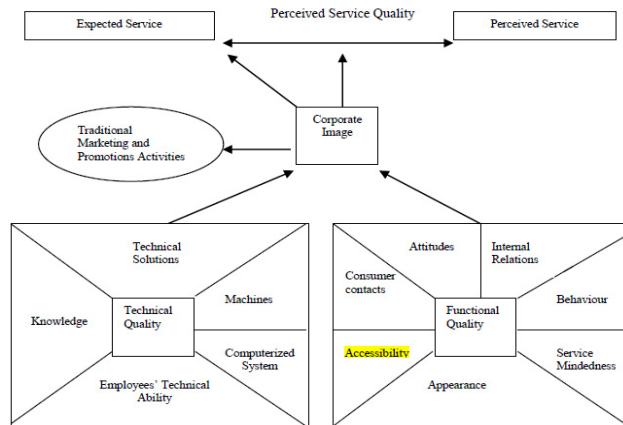 Perceived Service Quality
Expected Service
Perceived Service
Corporate
Image
Traditional
Marketing and
Promotions Activities
Technical
Solutions
Knowledge
Technical
Quality
Machines
Computerized
System
Employees’ Technical
Ability
Attitudes
Internal
Relations
Consumer
contacts
Functional
Quality
Behaviour
Accessibility
Service
Mindedness
Appearance